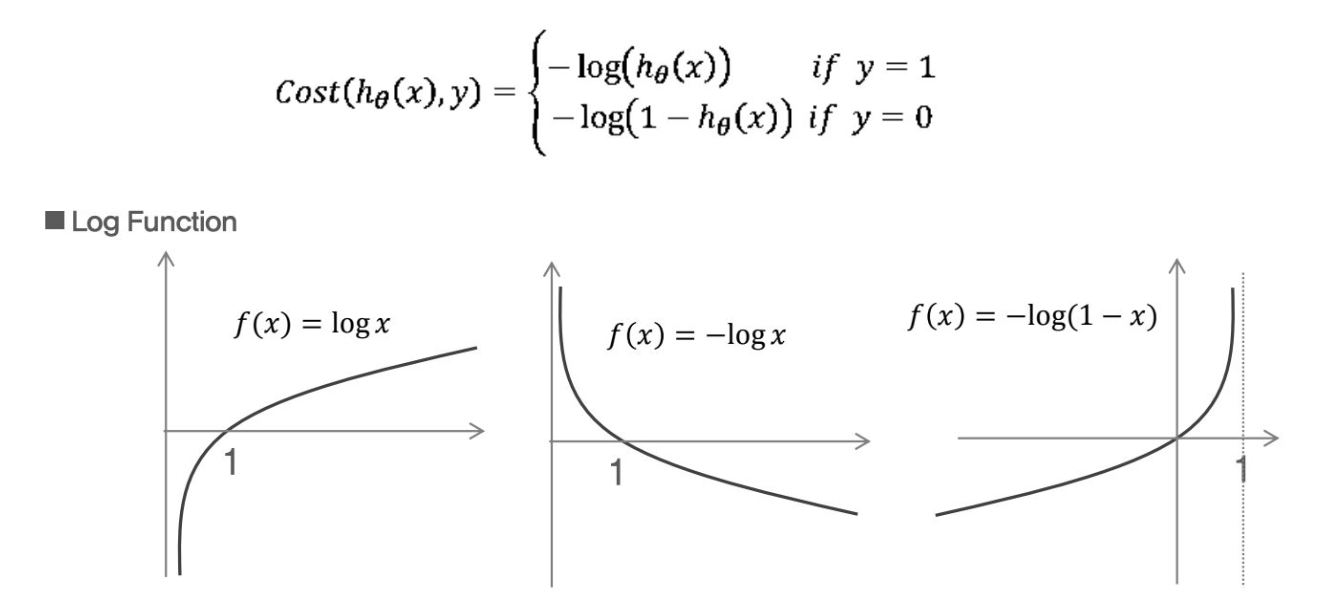 Cost(hθ(x), y) = { −log(hθ(x)) if y = 1
−log(1 − hθ(x)) if y = 0
■ Log Function
f(x) = log x
1
f(x) = −log x
1
f(x) = −log(1 − x)
1